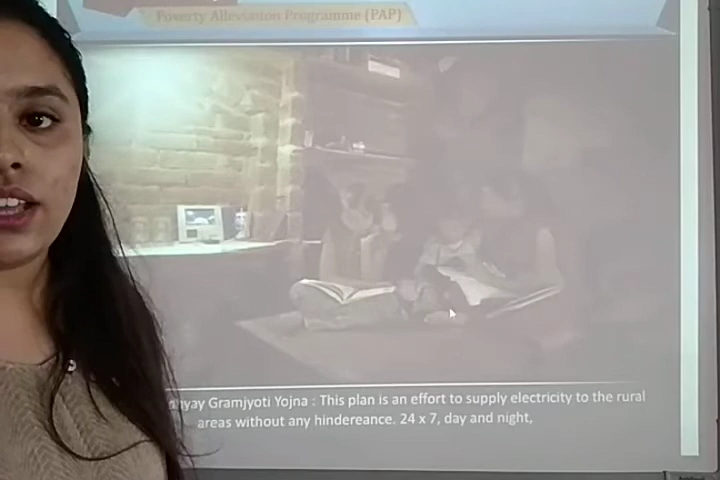 Poverty Alleviation Programme (PAP)
Gramjyoti Yojna : This plan is an effort to supply electricity to the rural
areas without any hindereance. 24 x 7, day and night,